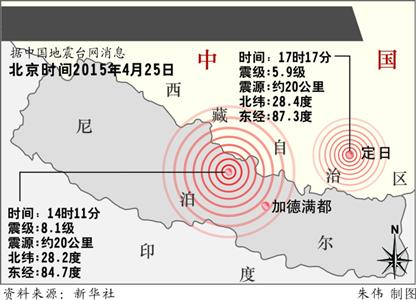 据中国地震台网消息
北京时间2015年4月25日
中国
时间：17时17分
震级:5.9级
震源:约20公里
北纬:28.4度
东经:87.3度
西藏自治区
定日
尼泊尔
加德满都
时间：14时11分
震级:8.1级
震源:约20公里
北纬:28.2度
东经:84.7度
印度
N
资料来源：新华社
朱伟 制图